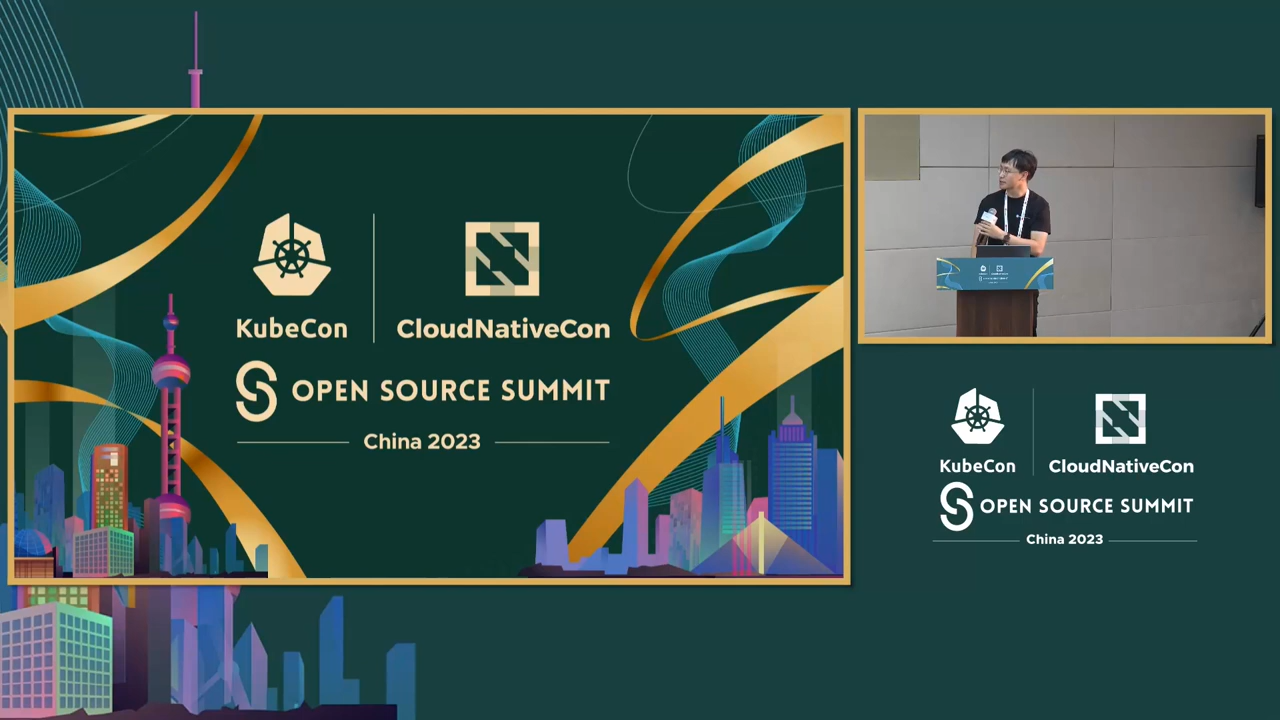 KubeCon
CloudNativeCon
OPEN SOURCE SUMMIT
China 2023
KubeCon
CloudNativeCon
OPEN SOURCE SUMMIT
China 2023